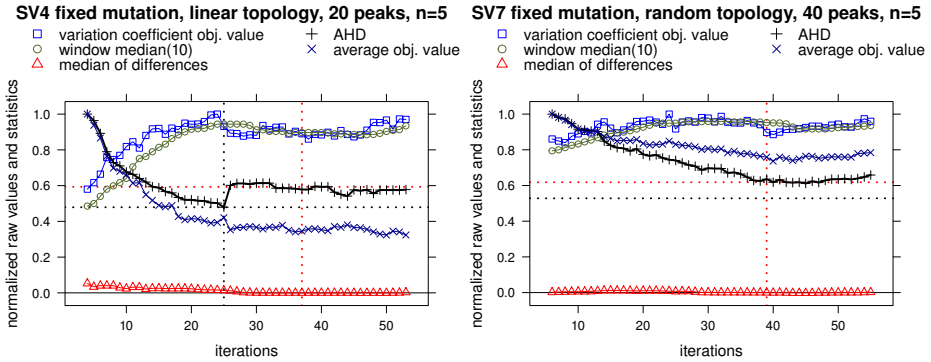 SV4 fixed mutation, linear topology, 20 peaks, n=5
variation coefficient obj. value
window median(10)
median of differences
AHD
average obj. value
normalized raw values and statistics
1.0
0.8
0.6
0.4
0.2
0.0
10
20
30
40
50
iterations
SV7 fixed mutation, random topology, 40 peaks, n=5
variation coefficient obj. value
window median(10)
median of differences
AHD
average obj. value
normalized raw values and statistics
1.0
0.8
0.6
0.4
0.2
0.0
10
20
30
40
50
iterations